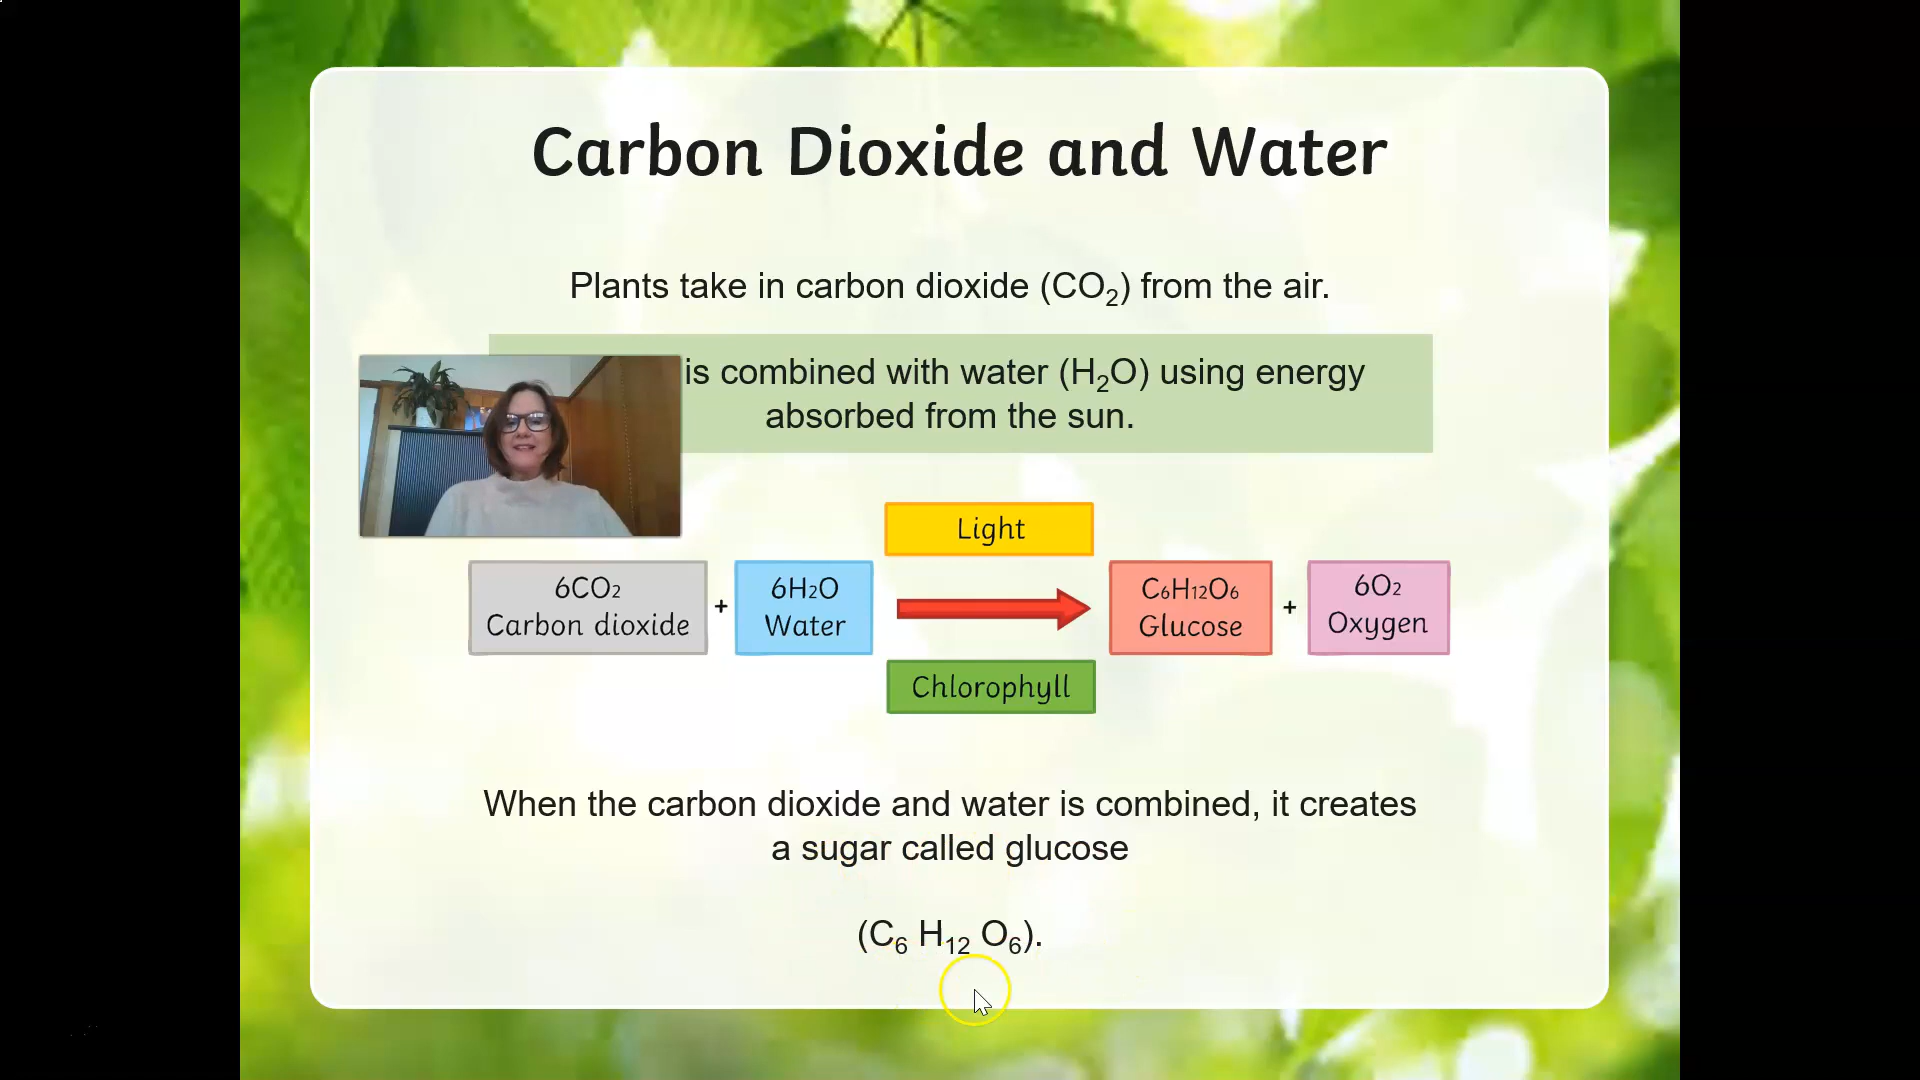 Carbon Dioxide and Water
Plants take in carbon dioxide (CO₂) from the air.
is combined with water (H₂O) using energy
absorbed from the sun.
Light
6CO₂
Carbon dioxide
+
6H₂O
Water
C₆H₁₂O₆
Glucose
+
6O₂
Oxygen
Chlorophyll
When the carbon dioxide and water is combined, it creates
a sugar called glucose
(C₆ H₁₂ O₆).